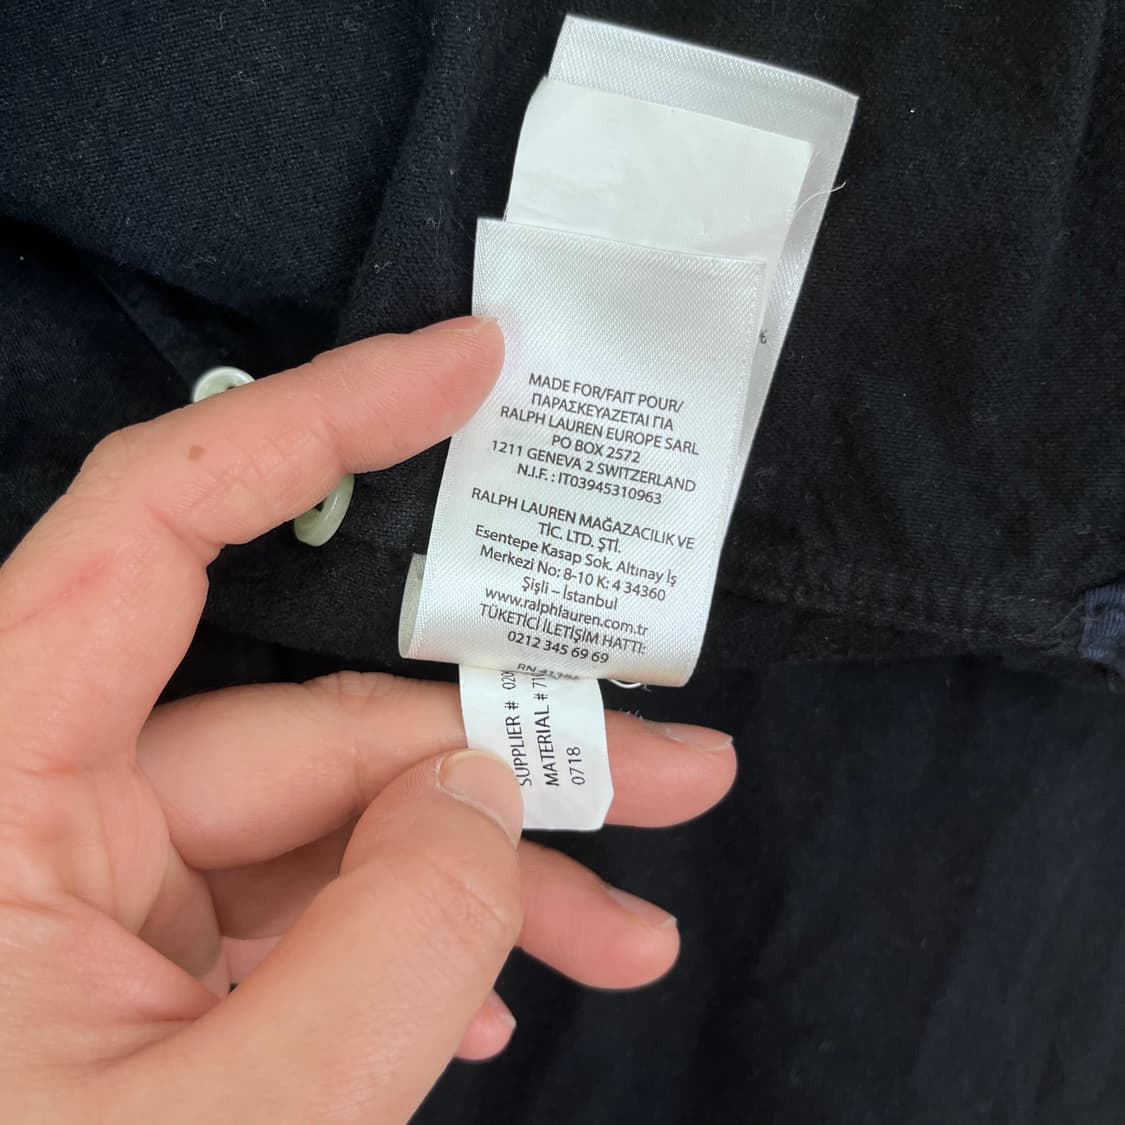 MADE FOR/FAIT POUR/
ΠΑΡΑΣΚΕΥΑΖΕΤΑΙ ΓΙΑ
RALPH LAUREN EUROPE SARL
PO BOX 2572
1211 GENEVA 2 SWITZERLAND
N.I.F. : IT03945310963
RALPH LAUREN MAĞAZACILIK VE
TİC. LTD. ŞTİ.
Esentepe Kasap Sok. Altınay İş
Merkezi No: 8-10 K: 4 34360
Şişli – İstanbul
www.ralphlauren.com.tr
TÜKETİCİ İLETİŞİM HATTI:
0212 345 69 69
RN
SUPPLIER #
MATERIAL #
0718